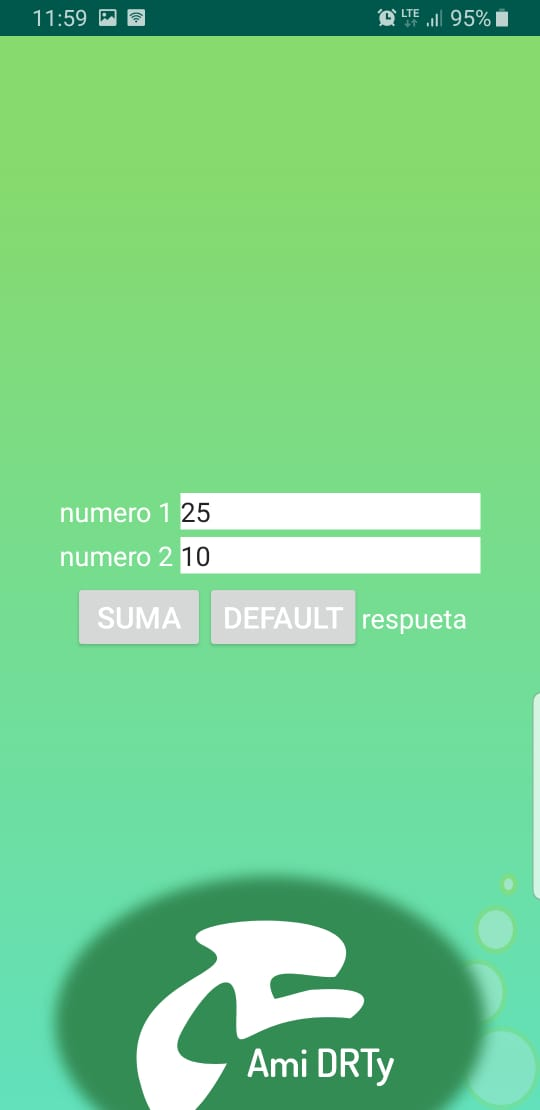 11:59 LTE 95%
numero 1 25
numero 2 10
SUMA DEFAULT respueta
Ami DRTy